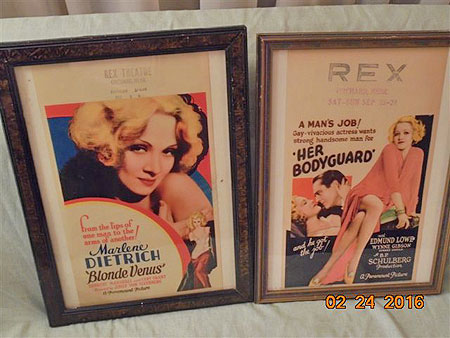 REX THEATRE
from the lips of
one man to the
arms of another!
Marlene
DIETRICH
"Blonde Venus"
A Paramount Picture
REX
SAT-SUN SEP
A MAN'S JOB!
Gay-vivacious actress wants
strong handsome man for
"HER
BODYGUARD"
and he got
the job!
with
EDMUND LOWE
WYNNE GIBSON
B.P.
SCHULBERG
Production
A Paramount Picture
02 24 2016